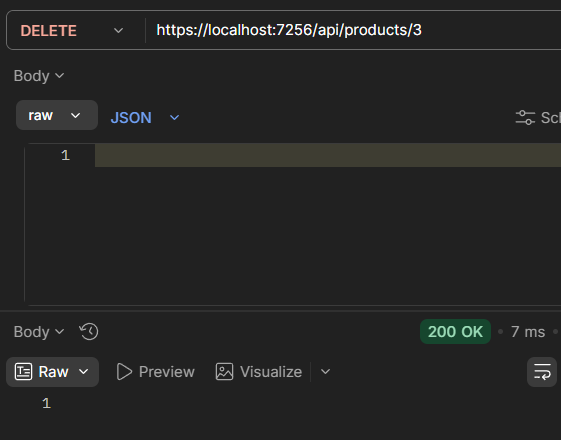 DELETE https://localhost:7256/api/products/3
Body
raw JSON
1
Body 200 OK • 7 ms •
Raw Preview Visualize
1